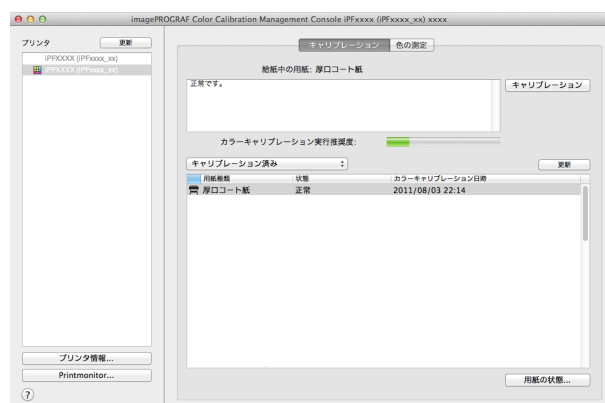 imagePROGRAF Color Calibration Management Console iPFxxxx (iPFxxxx_xx) xxxx
プリンタ 更新
iPFXXXX (iPFxxxx_xx)
iPFXXXX (iPFxxxx_xx)
プリンタ情報...
Printmonitor...
?
キャリブレーション 色の測定
給紙中の用紙: 厚口コート紙
正常です。
キャリブレーション
カラーキャリブレーション実行推奨度:
キャリブレーション済み 更新
用紙種類 状態 カラーキャリブレーション日時
厚口コート紙 正常 2011/08/03 22:14
用紙の状態...